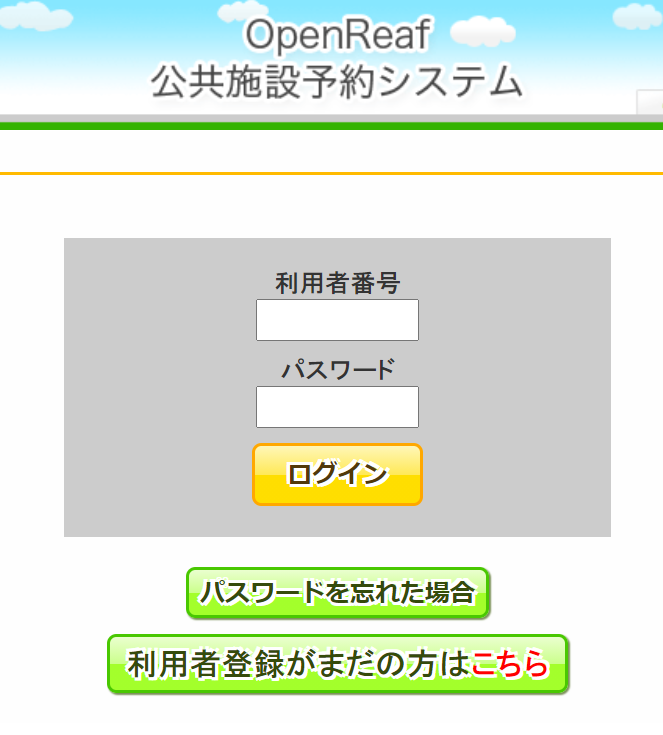 OpenReaf
公共施設予約システム
利用者番号
パスワード
ログイン
パスワードを忘れた場合
利用者登録がまだの方はこちら